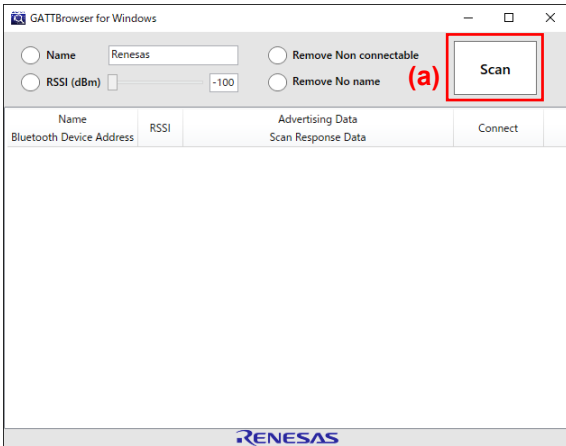 GATTBrowser for Windows
Name Renesas Remove Non connectable
RSSI (dBm) -100 Remove No name
(a) Scan
Name
Bluetooth Device Address
RSSI
Advertising Data
Scan Response Data
Connect
RENESAS